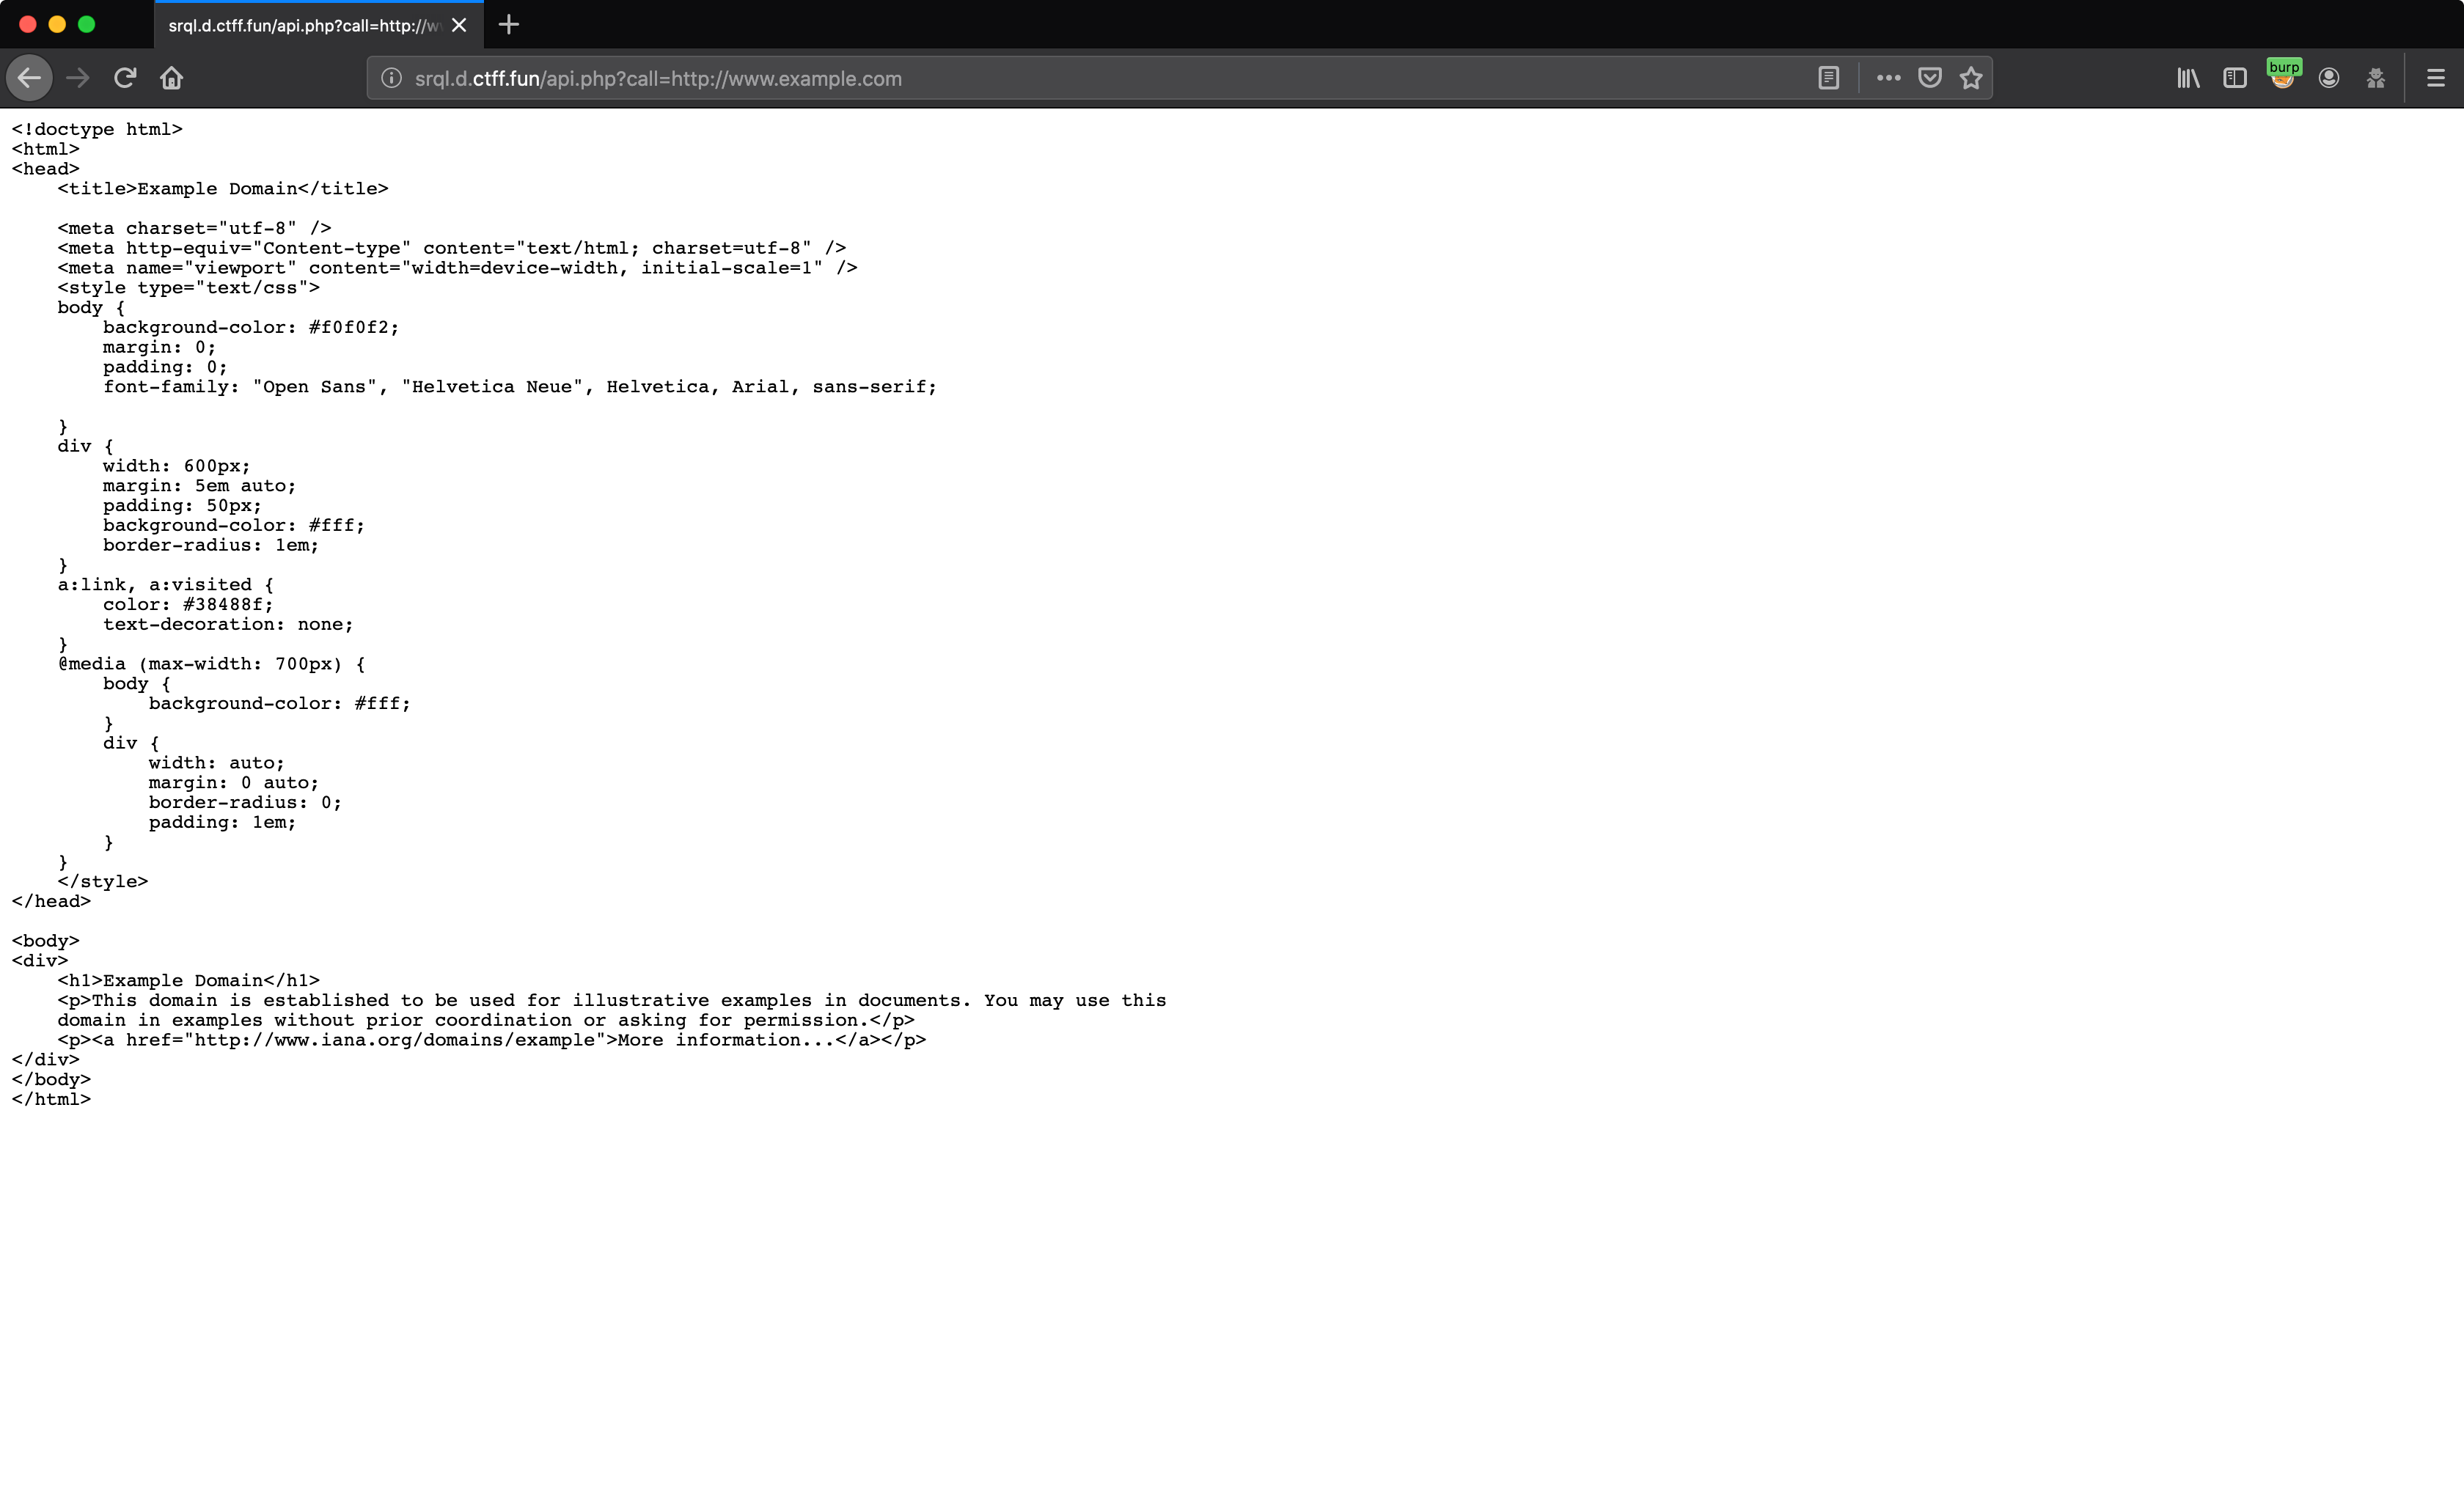 srql.d.ctff.fun/api.php?call=http://w
srql.d.ctff.fun/api.php?call=http://www.example.com
burp
<!doctype html>
<html>
<head>
    <title>Example Domain</title>

    <meta charset="utf-8" />
    <meta http-equiv="Content-type" content="text/html; charset=utf-8" />
    <meta name="viewport" content="width=device-width, initial-scale=1" />
    <style type="text/css">
    body {
        background-color: #f0f0f2;
        margin: 0;
        padding: 0;
        font-family: "Open Sans", "Helvetica Neue", Helvetica, Arial, sans-serif;

    }
    div {
        width: 600px;
        margin: 5em auto;
        padding: 50px;
        background-color: #fff;
        border-radius: 1em;
    }
    a:link, a:visited {
        color: #38488f;
        text-decoration: none;
    }
    @media (max-width: 700px) {
        body {
            background-color: #fff;
        }
        div {
            width: auto;
            margin: 0 auto;
            border-radius: 0;
            padding: 1em;
        }
    }
    </style>
</head>

<body>
<div>
    <h1>Example Domain</h1>
    <p>This domain is established to be used for illustrative examples in documents. You may use this
    domain in examples without prior coordination or asking for permission.</p>
    <p><a href="http://www.iana.org/domains/example">More information...</a></p>
</div>
</body>
</html>